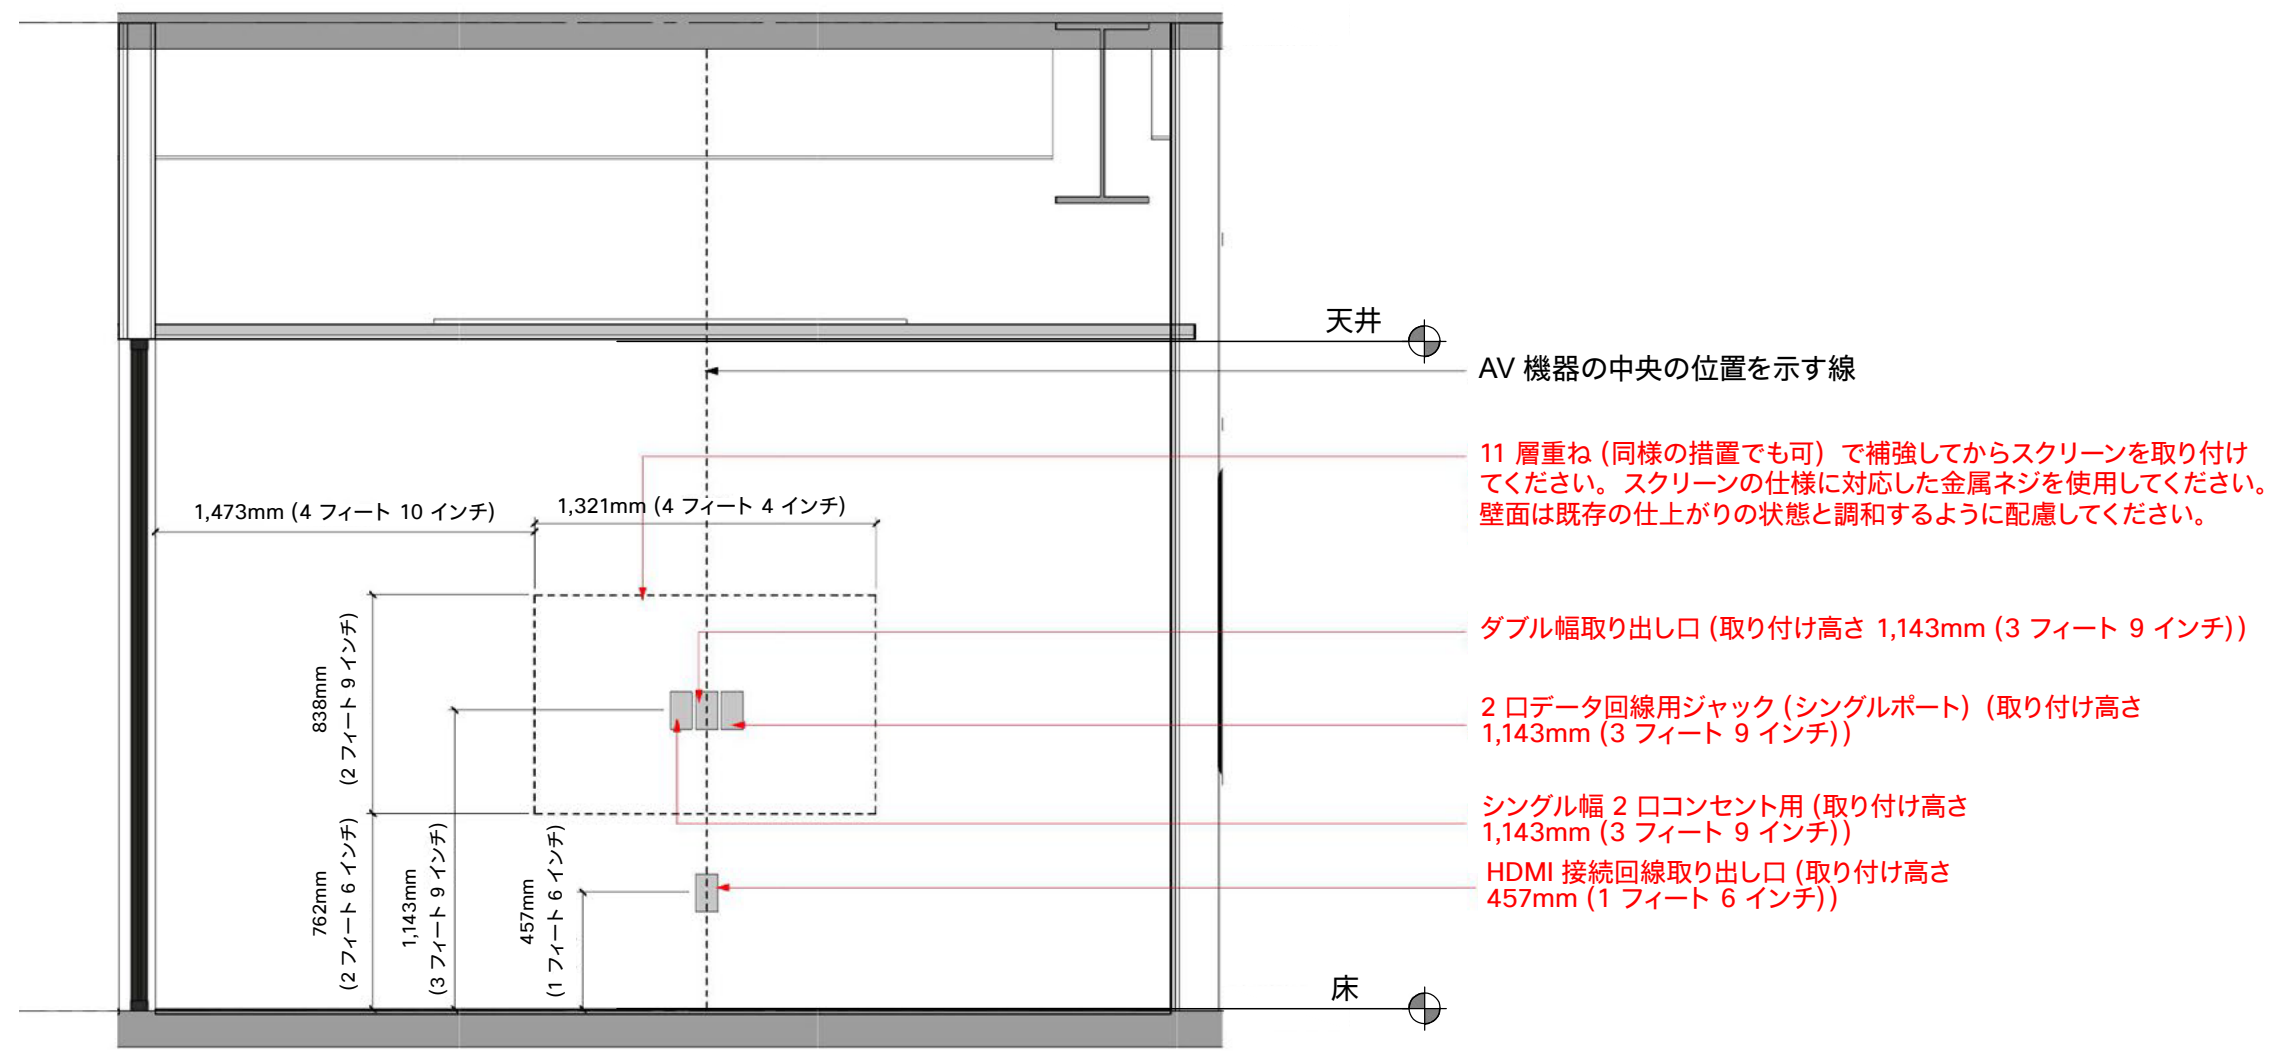 天井
AV 機器の中央の位置を示す線
11 層重ね (同様の措置でも可) で補強してからスクリーンを取り付け
てください。スクリーンの仕様に対応した金属ネジを使用してください。
壁面は既存の仕上がりの状態と調和するように配慮してください。
1,473mm (4 フィート 10 インチ)
1,321mm (4 フィート 4 インチ)
838mm
(2 フィート 9 インチ)
ダブル幅取り出し口 (取り付け高さ 1,143mm (3 フィート 9 インチ))
2 口データ回線用ジャック (シングルポート) (取り付け高さ
1,143mm (3 フィート 9 インチ))
シングル幅 2 口コンセント用 (取り付け高さ
1,143mm (3 フィート 9 インチ))
HDMI 接続回線取り出し口 (取り付け高さ
457mm (1 フィート 6 インチ))
762mm
(2 フィート 6 インチ)
1,143mm
(3 フィート 9 インチ)
457mm
(1 フィート 6 インチ)
床